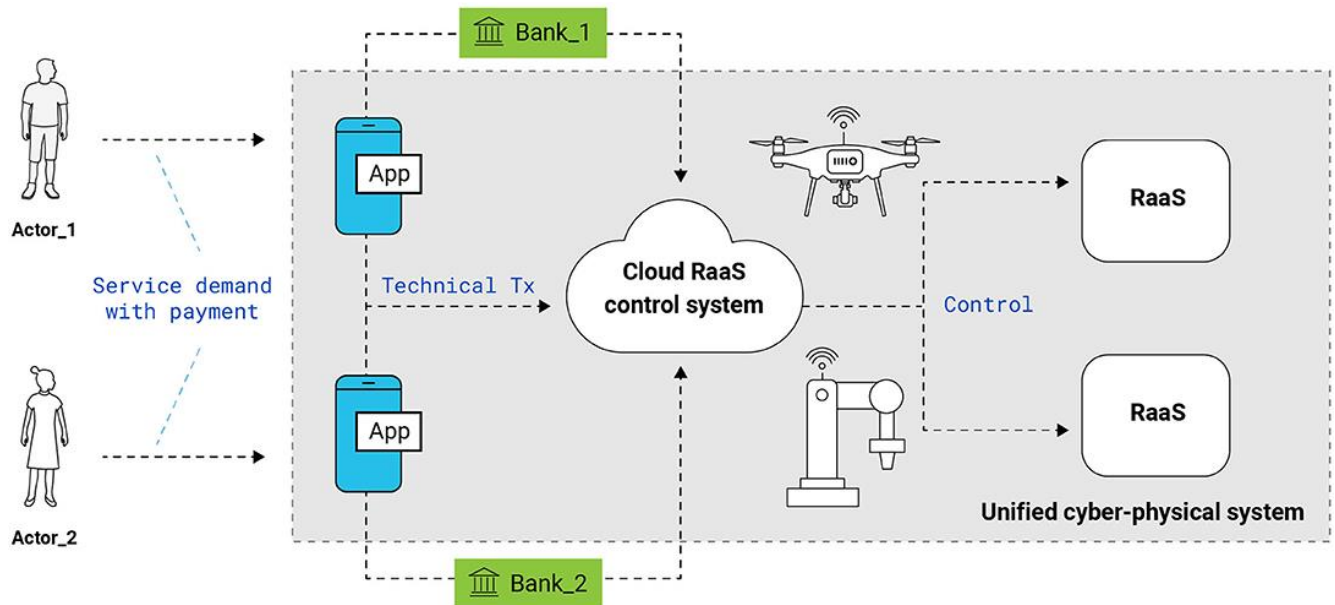 Bank_1
Actor_1
App
RaaS
Service demand
with payment
Technical Tx
Cloud RaaS
control system
Control
App
RaaS
Actor_2
Unified cyber-physical system
Bank_2